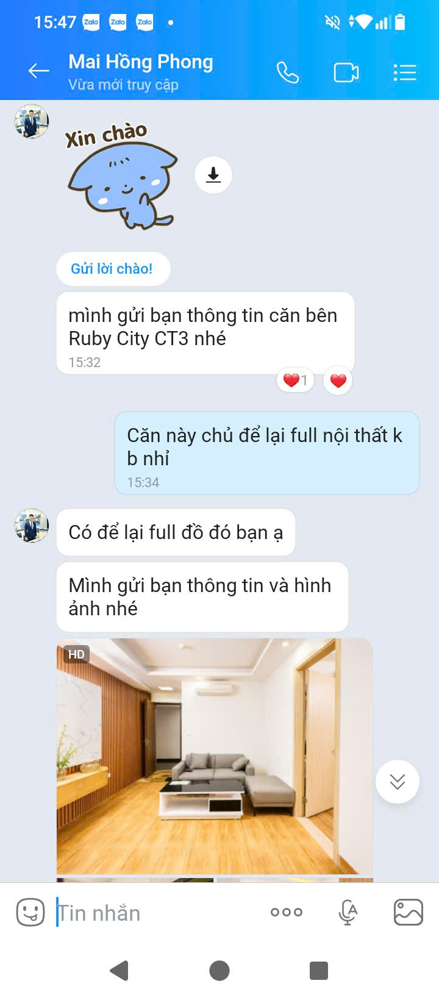 15:47 Zalo Zalo Zalo
Mai Hồng Phong
Vừa mới truy cập
Xin chào
Gửi lời chào!
mình gửi bạn thông tin căn bên
Ruby City CT3 nhé
15:32
1
Căn này chủ để lại full nội thất k
b nhỉ
15:34
Có để lại full đồ đó bạn ạ
Mình gửi bạn thông tin và hình
ảnh nhé
HD
Tin nhắn
A